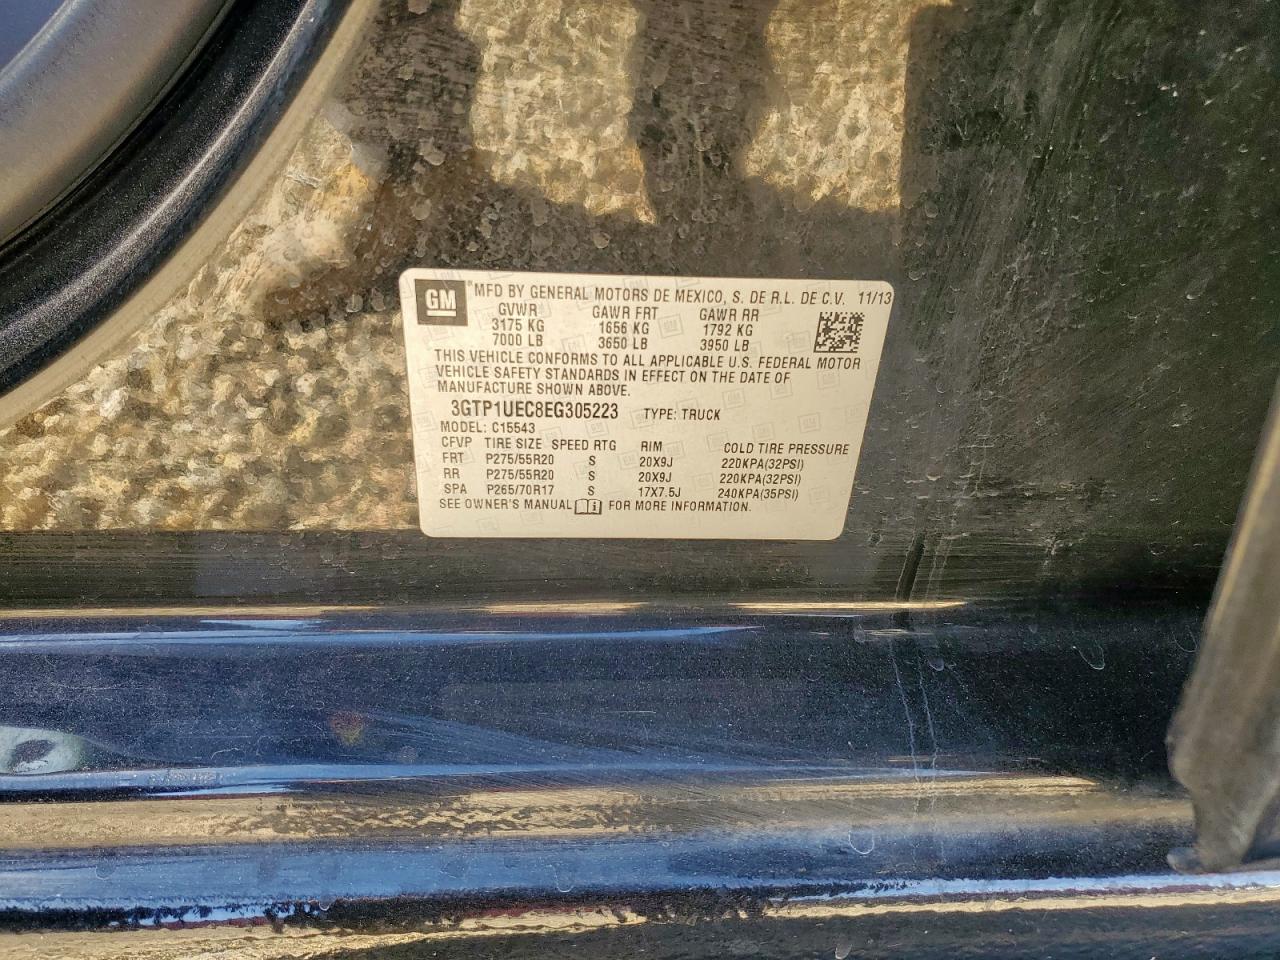 GM ® MFD BY GENERAL MOTORS DE MEXICO, S. DE R.L. DE C.V. 11/13
GVWR GAWR FRT GAWR RR
3175 KG 1656 KG 1792 KG
7000 LB 3650 LB 3950 LB
THIS VEHICLE CONFORMS TO ALL APPLICABLE U.S. FEDERAL MOTOR
VEHICLE SAFETY STANDARDS IN EFFECT ON THE DATE OF
MANUFACTURE SHOWN ABOVE.
3GTP1UEC8EG305223 TYPE: TRUCK
MODEL: C15543
CFVP TIRE SIZE SPEED RTG RIM COLD TIRE PRESSURE
FRT P275/55R20 S 20X9J 220KPA(32PSI)
RR P275/55R20 S 20X9J 220KPA(32PSI)
SPA P265/70R17 S 17X7.5J 240KPA(35PSI)
SEE OWNER'S MANUAL i FOR MORE INFORMATION.